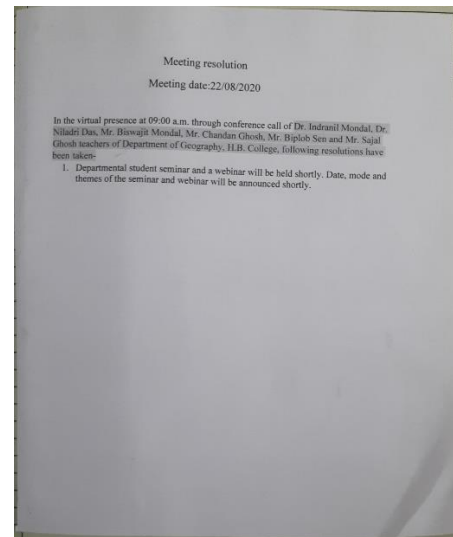 Meeting resolution
Meeting date:22/08/2020
In the virtual presence at 09:00 a.m. through conference call of Dr. Indranil Mondal, Dr.
Niladri Das, Mr. Biswajit Mondal, Mr. Chandan Ghosh, Mr. Biplob Sen and Mr. Sajal
Ghosh teachers of Department of Geography, H.B. College, following resolutions have
been taken-
1. Departmental student seminar and a webinar will be held shortly. Date, mode and
themes of the seminar and webinar will be announced shortly.